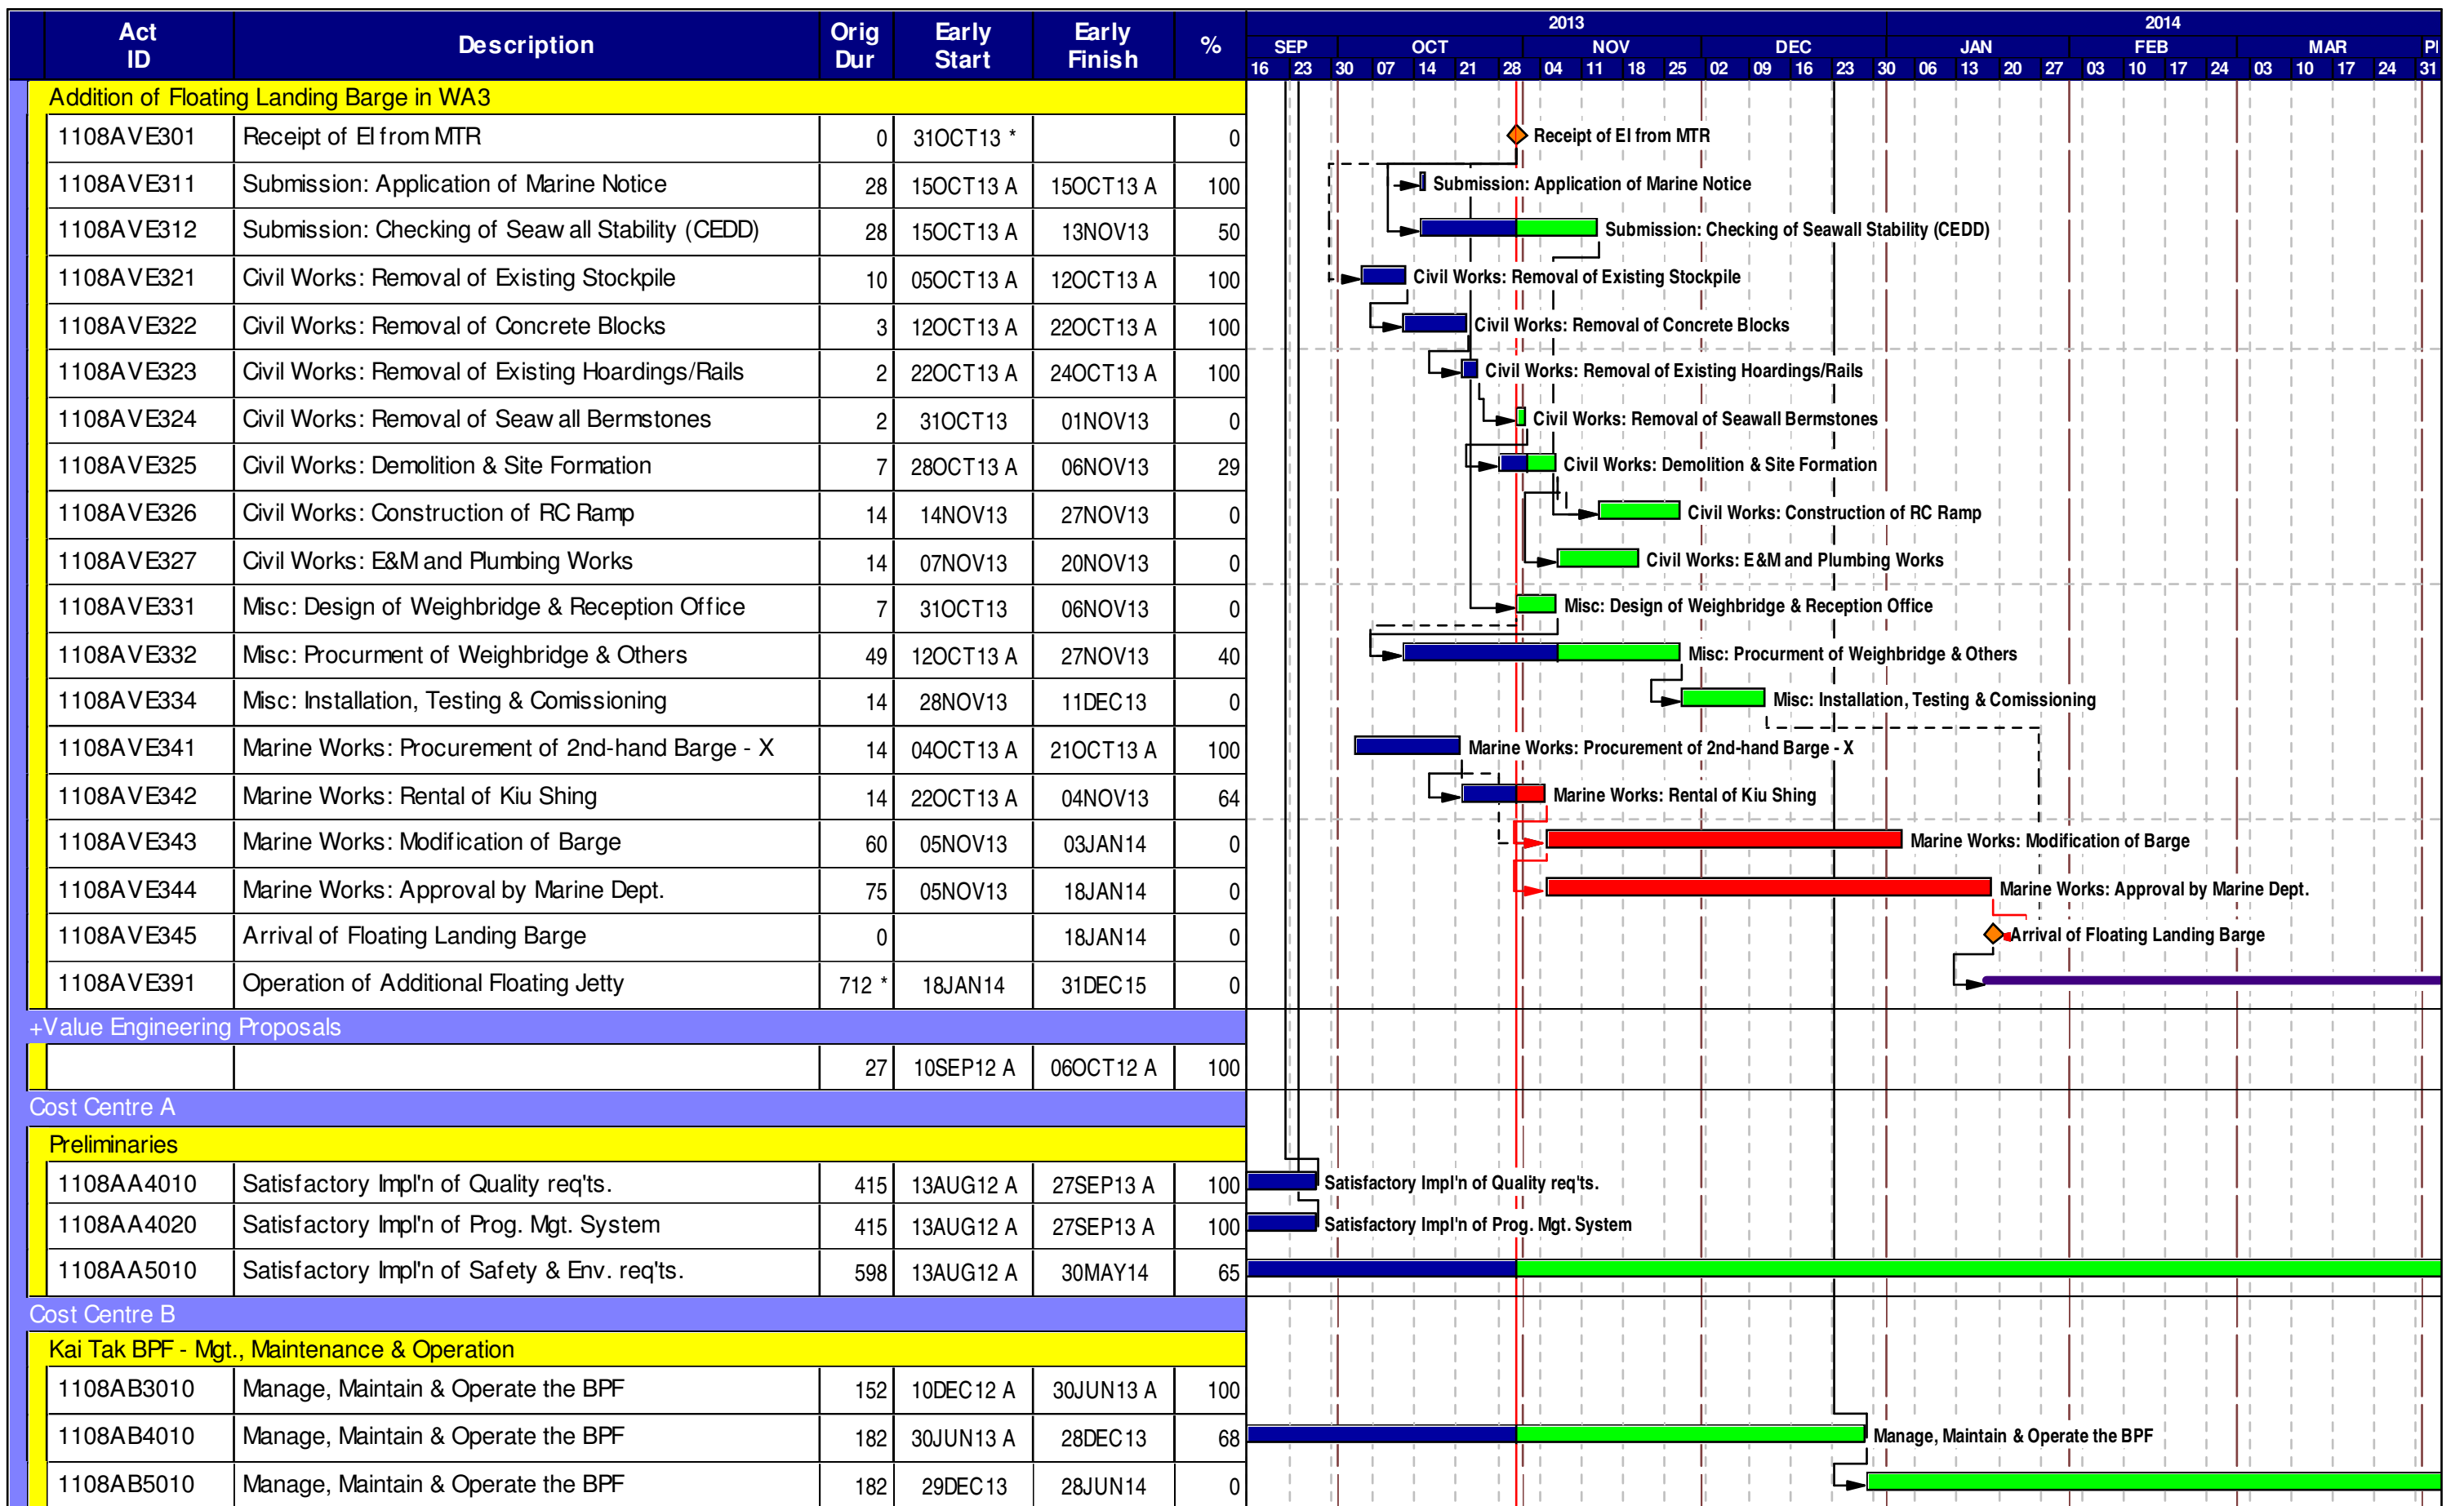 Act ID Description Orig Dur Early Start Early Finish % 2013 2014
SEP OCT NOV DEC JAN FEB MAR
16 23 30 07 14 21 28 04 11 18 25 02 09 16 23 30 06 13 20 27 03 10 17 24 03 10 17 24 31
Addition of Floating Landing Barge in WA3
1108AVE301 Receipt of EI from MTR 0 31OCT13 * 0 Receipt of EI from MTR
1108AVE311 Submission: Application of Marine Notice 28 15OCT13 A 15OCT13 A 100 Submission: Application of Marine Notice
1108AVE312 Submission: Checking of Seawall Stability (CEDD) 28 15OCT13 A 13NOV13 50 Submission: Checking of Seawall Stability (CEDD)
1108AVE321 Civil Works: Removal of Existing Stockpile 10 05OCT13 A 12OCT13 A 100 Civil Works: Removal of Existing Stockpile
1108AVE322 Civil Works: Removal of Concrete Blocks 3 12OCT13 A 22OCT13 A 100 Civil Works: Removal of Concrete Blocks
1108AVE323 Civil Works: Removal of Existing Hoardings/Rails 2 22OCT13 A 24OCT13 A 100 Civil Works: Removal of Existing Hoardings/Rails
1108AVE324 Civil Works: Removal of Seawall Bermstones 2 31OCT13 01NOV13 0 Civil Works: Removal of Seawall Bermstones
1108AVE325 Civil Works: Demolition & Site Formation 7 28OCT13 A 06NOV13 29 Civil Works: Demolition & Site Formation
1108AVE326 Civil Works: Construction of RC Ramp 14 14NOV13 27NOV13 0 Civil Works: Construction of RC Ramp
1108AVE327 Civil Works: E&M and Plumbing Works 14 07NOV13 20NOV13 0 Civil Works: E&M and Plumbing Works
1108AVE331 Misc: Design of Weighbridge & Reception Office 7 31OCT13 06NOV13 0 Misc: Design of Weighbridge & Reception Office
1108AVE332 Misc: Procurment of Weighbridge & Others 49 12OCT13 A 27NOV13 40 Misc: Procurment of Weighbridge & Others
1108AVE334 Misc: Installation, Testing & Comissioning 14 28NOV13 11DEC13 0 Misc: Installation, Testing & Comissioning
1108AVE341 Marine Works: Procurement of 2nd-hand Barge - X 14 04OCT13 A 21OCT13 A 100 Marine Works: Procurement of 2nd-hand Barge - X
1108AVE342 Marine Works: Rental of Kiu Shing 14 22OCT13 A 04NOV13 64 Marine Works: Rental of Kiu Shing
1108AVE343 Marine Works: Modification of Barge 60 05NOV13 03JAN14 0 Marine Works: Modification of Barge
1108AVE344 Marine Works: Approval by Marine Dept. 75 05NOV13 18JAN14 0 Marine Works: Approval by Marine Dept.
1108AVE345 Arrival of Floating Landing Barge 0 18JAN14 0 Arrival of Floating Landing Barge
1108AVE391 Operation of Additional Floating Jetty 712 * 18JAN14 31DEC15 0
+Value Engineering Proposals
27 10SEP12 A 06OCT12 A 100
Cost Centre A
Preliminaries
1108AA4010 Satisfactory Impl'n of Quality req'ts. 415 13AUG12 A 27SEP13 A 100 Satisfactory Impl'n of Quality req'ts.
1108AA4020 Satisfactory Impl'n of Prog. Mgt. System 415 13AUG12 A 27SEP13 A 100 Satisfactory Impl'n of Prog. Mgt. System
1108AA5010 Satisfactory Impl'n of Safety & Env. req'ts. 598 13AUG12 A 30MAY14 65
Cost Centre B
Kai Tak BPF - Mgt., Maintenance & Operation
1108AB3010 Manage, Maintain & Operate the BPF 152 10DEC12 A 30JUN13 A 100
1108AB4010 Manage, Maintain & Operate the BPF 182 30JUN13 A 28DEC13 68 Manage, Maintain & Operate the BPF
1108AB5010 Manage, Maintain & Operate the BPF 182 29DEC13 28JUN14 0